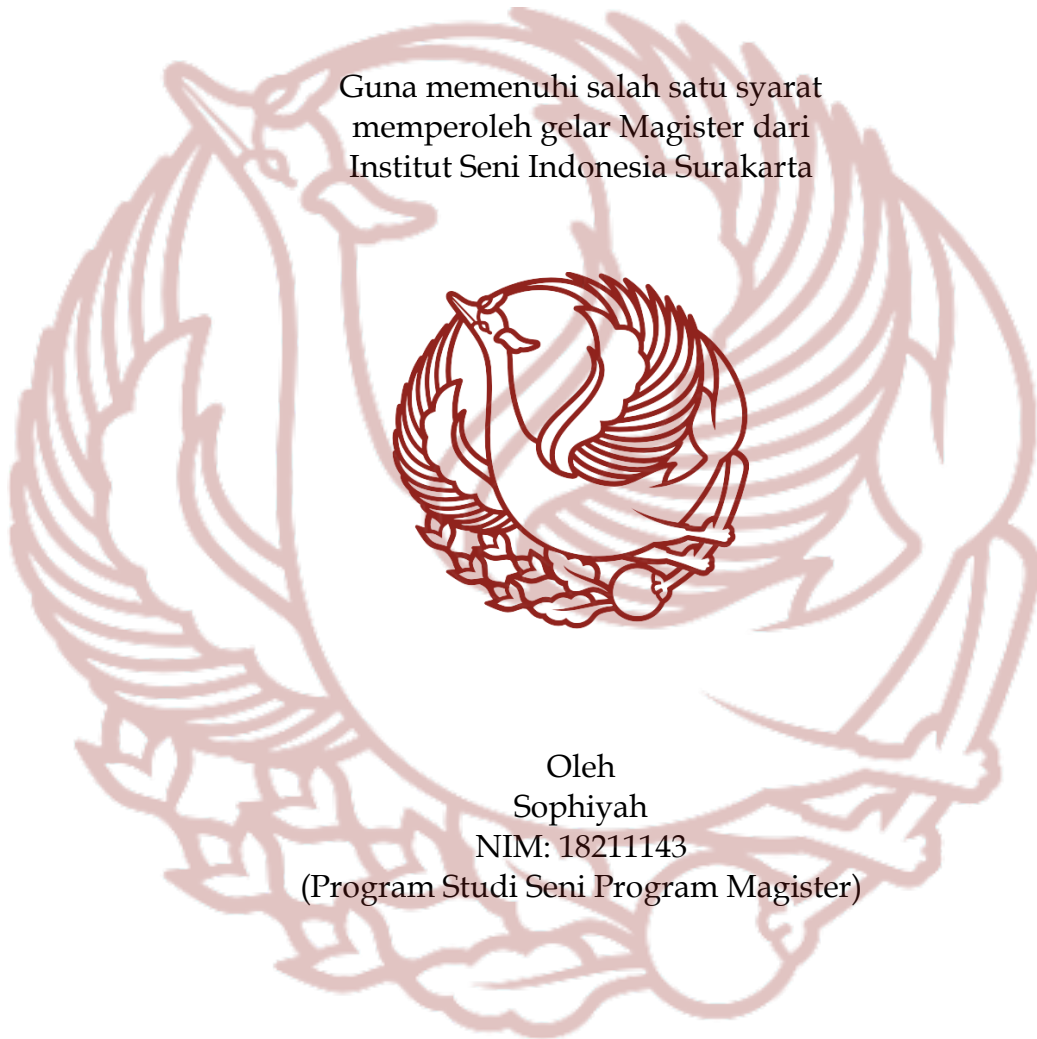 Guna memenuhi salah satu syarat
memperoleh gelar Magister dari
Institut Seni Indonesia Surakarta
Oleh
Sophiyah
NIM: 18211143
(Program Studi Seni Program Magister)